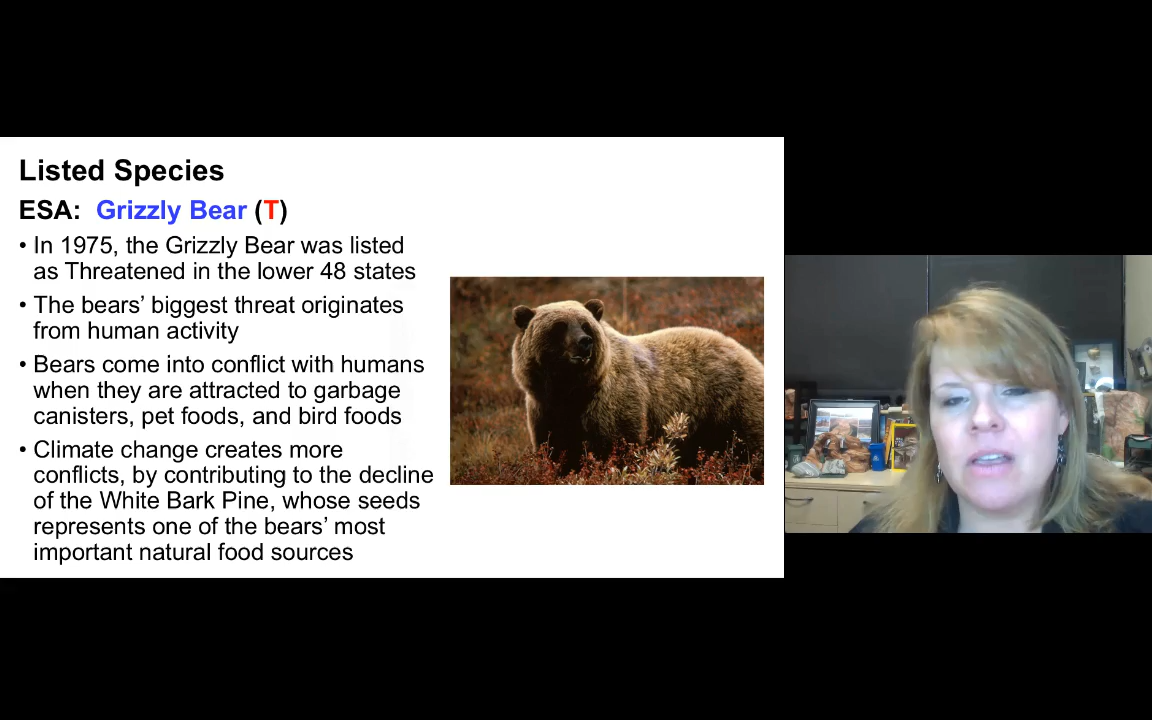 Listed Species
ESA: Grizzly Bear (T)
• In 1975, the Grizzly Bear was listed
as Threatened in the lower 48 states
• The bears’ biggest threat originates
from human activity
• Bears come into conflict with humans
when they are attracted to garbage
canisters, pet foods, and bird foods
• Climate change creates more
conflicts, by contributing to the decline
of the White Bark Pine, whose seeds
represents one of the bears’ most
important natural food sources